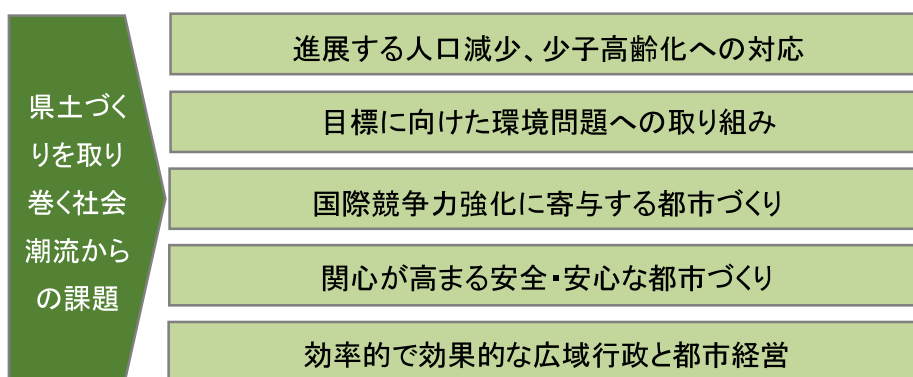 県土づく
りを取り
巻く社会
潮流から
の課題
進展する人口減少、少子高齢化への対応
目標に向けた環境問題への取り組み
国際競争力強化に寄与する都市づくり
関心が高まる安全・安心な都市づくり
効率的で効果的な広域行政と都市経営